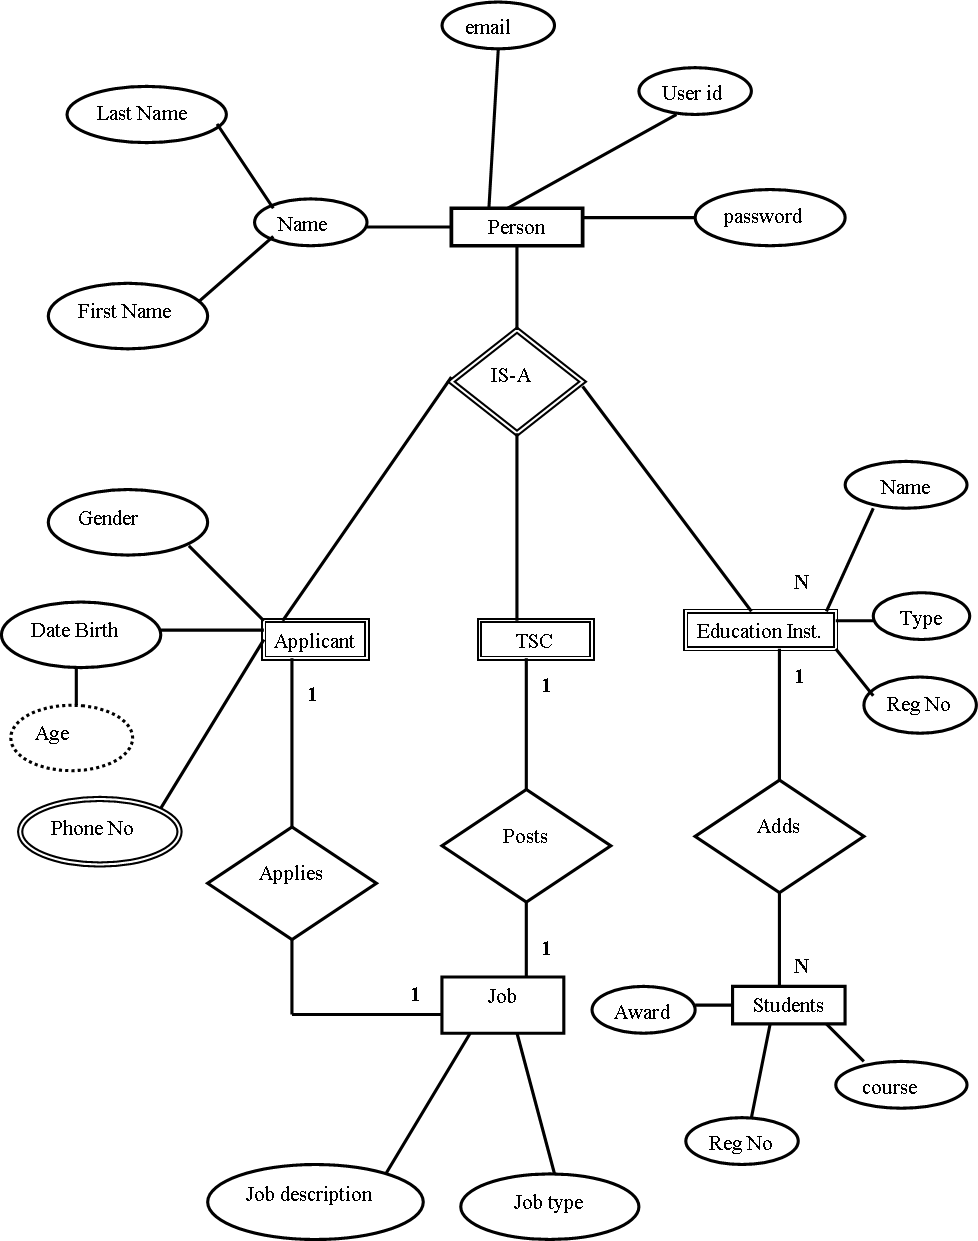 email
User id
Last Name
password
Name
Person
First Name
IS-A
Name
Gender
N
Type
Date Birth
Applicant
TSC
Education Inst.
1
1
1
Reg No
Age
Phone No
Posts
Adds
Applies
1
N
1
Job
Students
Award
course
Reg No
Job description
Job type